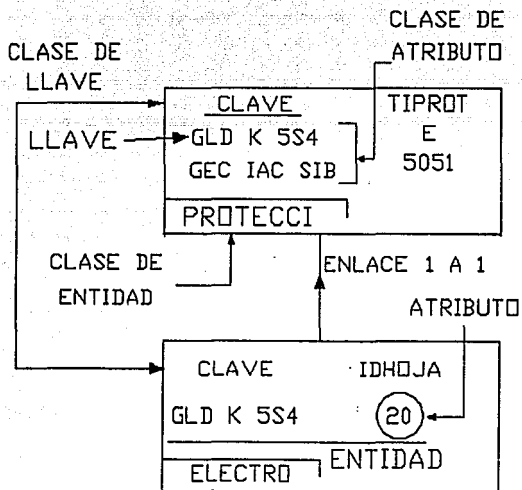 CLASE DE
ATRIBUTO
CLASE DE
LLAVE
CLAVE
TIPROT
LLAVE
GLD K 5S4
E
GEC IAC SIB
5051
PROTECCI
CLASE DE
ENTIDAD
ENLACE 1 A 1
ATRIBUTO
CLAVE
IDHOJA
GLD K 5S4
20
ENTIDAD
ELECTRO